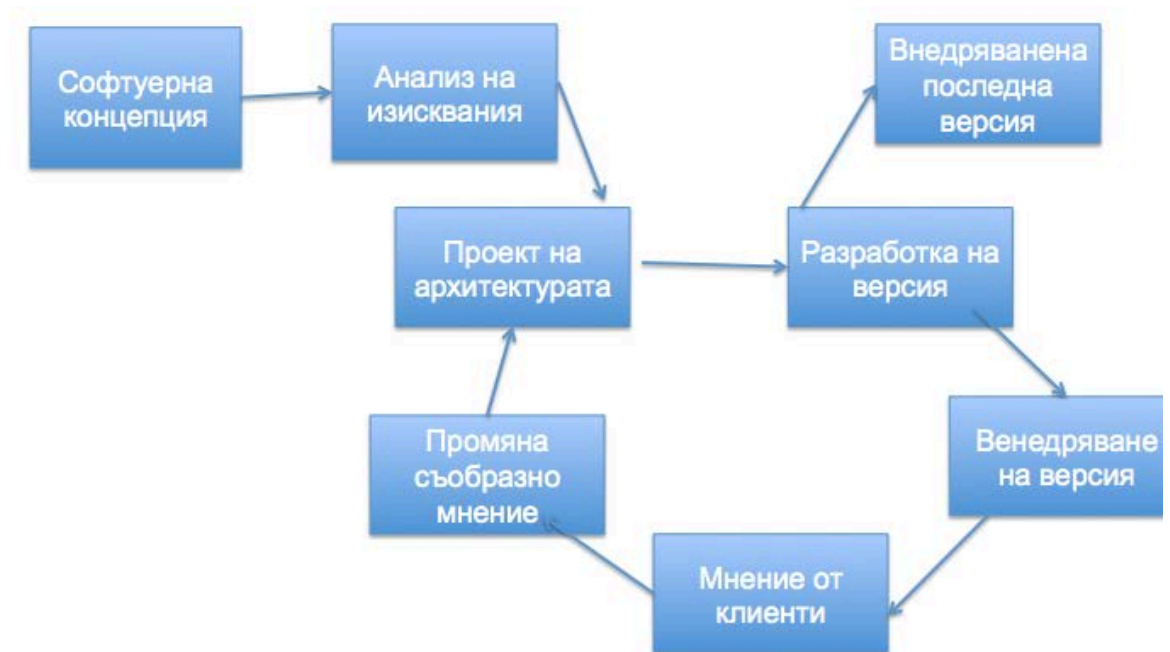 Софтуерна
концепция
Анализ на
изисквания
Внедряванена
последна
версия
Проект на
архитектурата
Разработка на
версия
Промяна
съобразно
мнение
Венедряване
на версия
Мнение от
клиенти